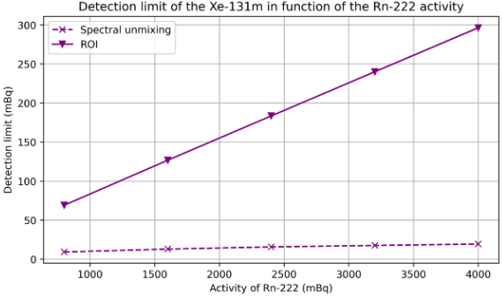 Detection limit of the Xe-131m in function of the Rn-222 activity
Spectral unmixing
ROI
Detection limit (mBq)
300
250
200
150
100
50
0
1000
1500
2000
2500
3000
3500
4000
Activity of Rn-222 (mBq)